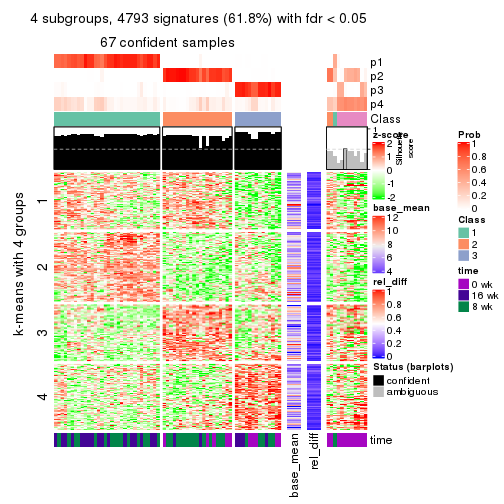 4 subgroups, 4793 signatures (61.8%) with fdr < 0.05
67 confident samples
p1
p2
p3
p4
Class
1
Silhouette
score
k-means with 4 groups
1
2
3
4
base_mean
rel_diff
time
z-score
2
1
0
-1
-2
base_mean
12
10
8
6
4
rel_diff
1
0.8
0.6
0.4
0.2
0
Status (barplots)
confident
ambiguous
Prob
1
0.8
0.6
0.4
0.2
0
Class
1
2
3
time
0 wk
16 wk
8 wk